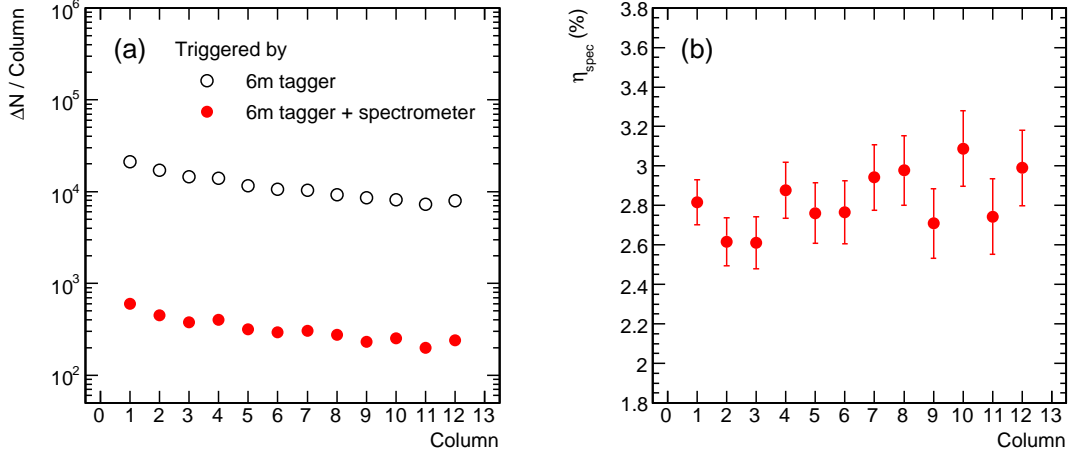 (a)
Triggered by
6m tagger
6m tagger + spectrometer
ΔN / Column
10^6
10^5
10^4
10^3
10^2
0 1 2 3 4 5 6 7 8 9 10 11 12 13
Column
(b)
η_spec (%)
3.8
3.6
3.4
3.2
3
2.8
2.6
2.4
2.2
2
1.8
0 1 2 3 4 5 6 7 8 9 10 11 12 13
Column